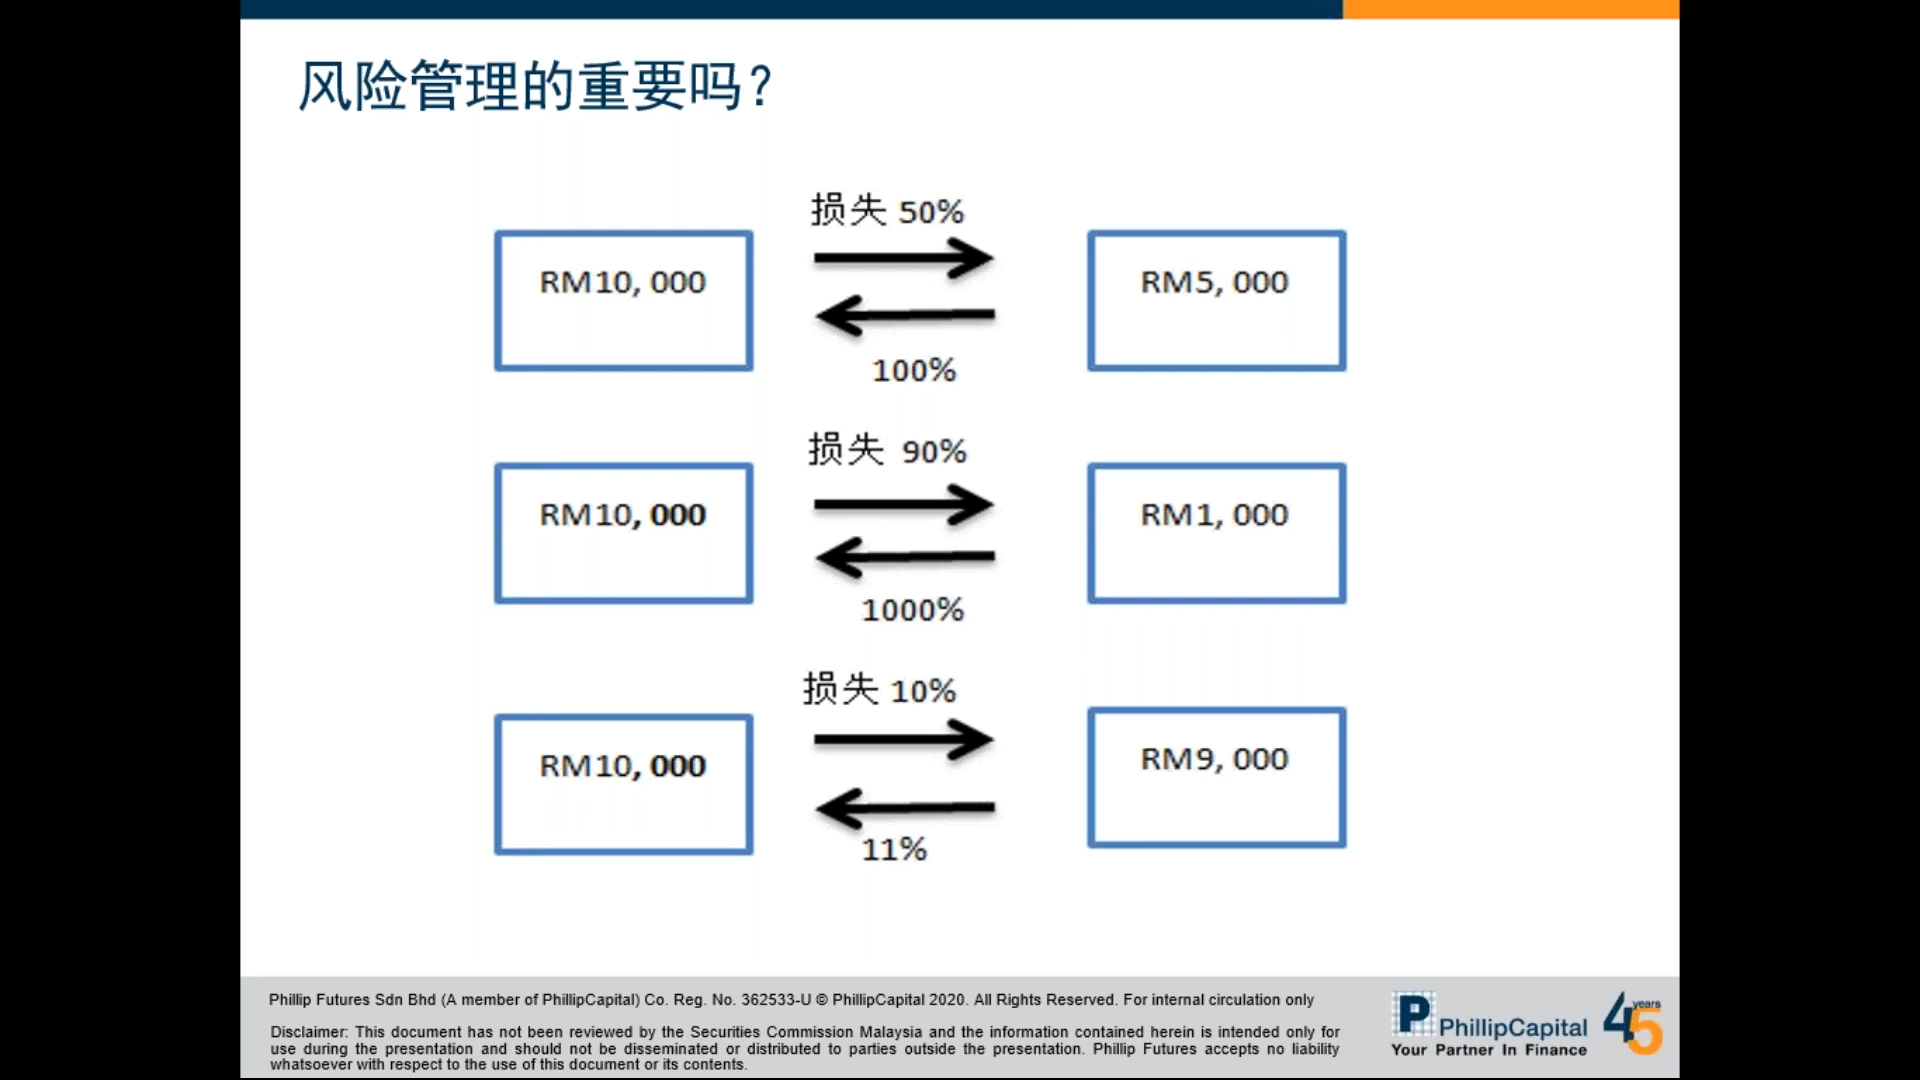 风险管理的重要吗?
损失 50%
RM10, 000
RM5, 000
100%
损失 90%
RM10, 000
RM1, 000
1000%
损失 10%
RM10, 000
RM9, 000
11%
Phillip Futures Sdn Bhd (A member of PhillipCapital) Co. Reg. No. 362533-U © PhillipCapital 2020. All Rights Reserved. For internal circulation only
Disclaimer: This document has not been reviewed by the Securities Commission Malaysia and the information contained herein is intended only for
use during the presentation and should not be disseminated or distributed to parties outside the presentation. Phillip Futures accepts no liability
whatsoever with respect to the use of this document or its contents.
P PhillipCapital
Your Partner In Finance
45 years